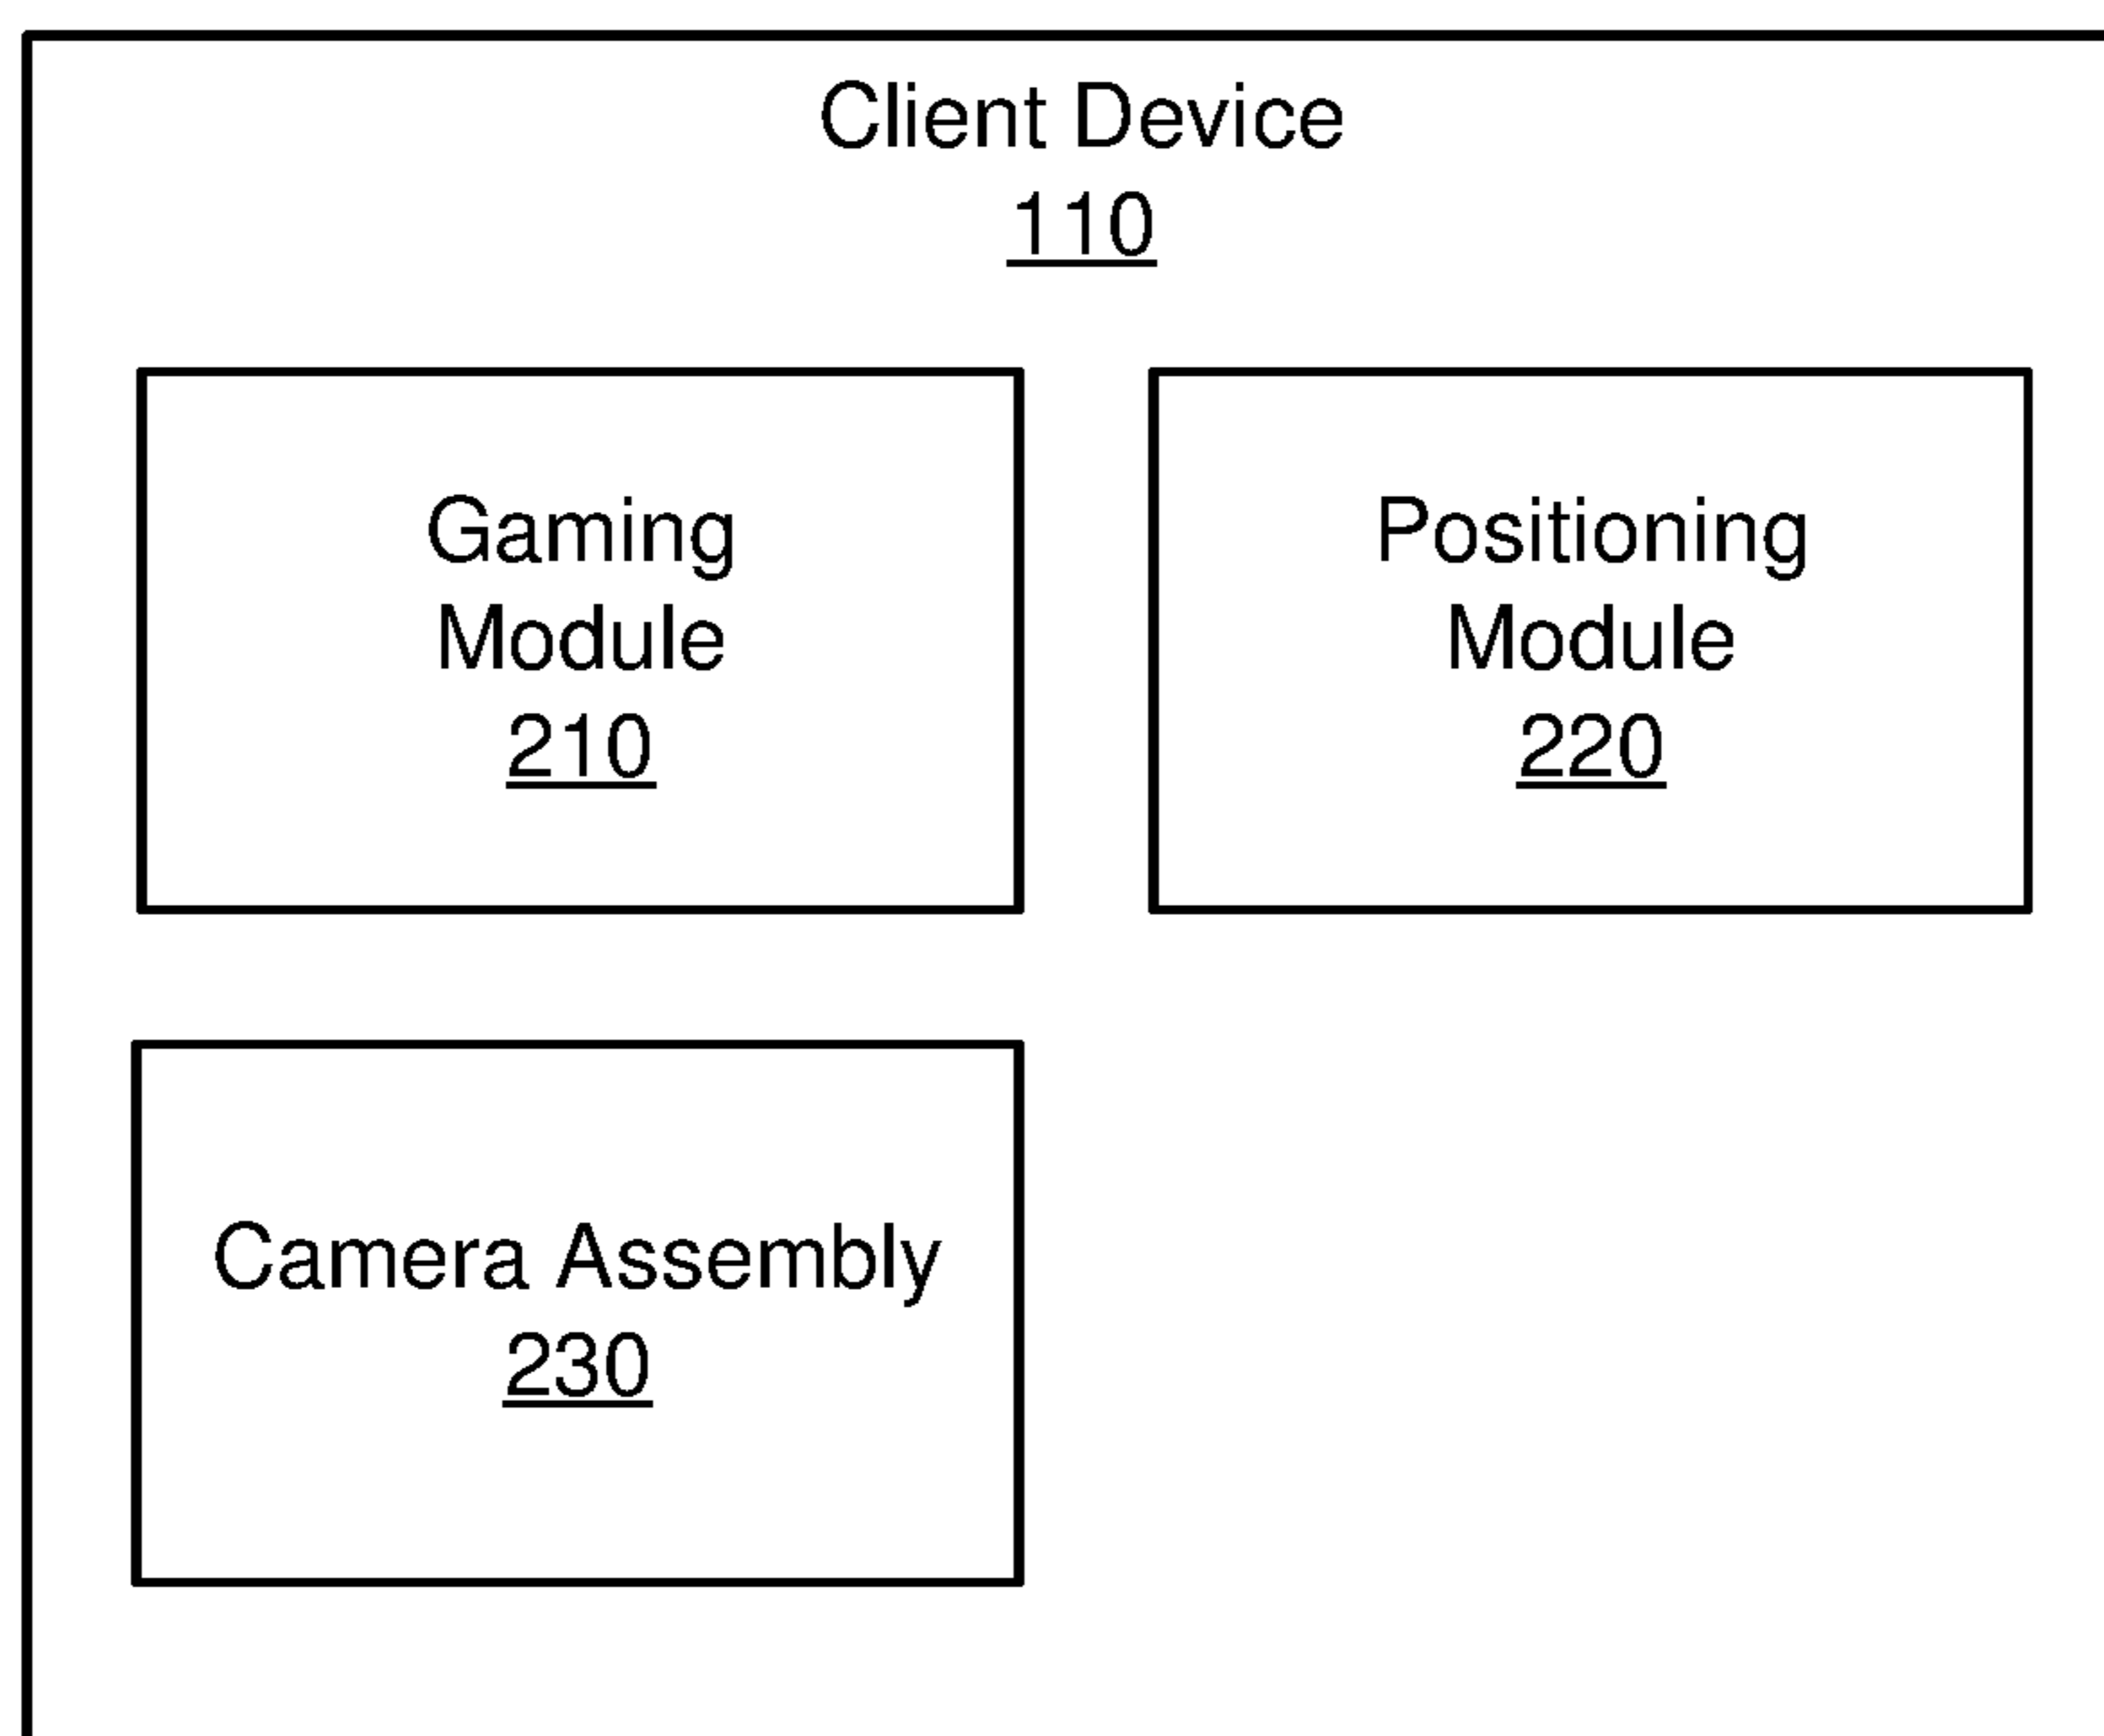 Client Device
110
Gaming
Module
210
Positioning
Module
220
Camera Assembly
230